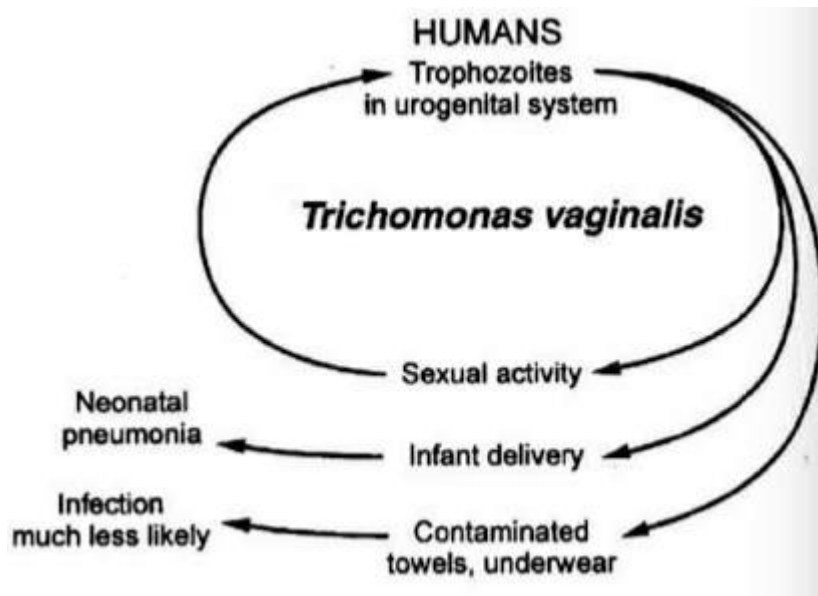 HUMANS
Trophozoites
in urogenital system
Trichomonas vaginalis
Sexual activity
Neonatal
pneumonia
Infant delivery
Infection
much less likely
Contaminated
towels, underwear